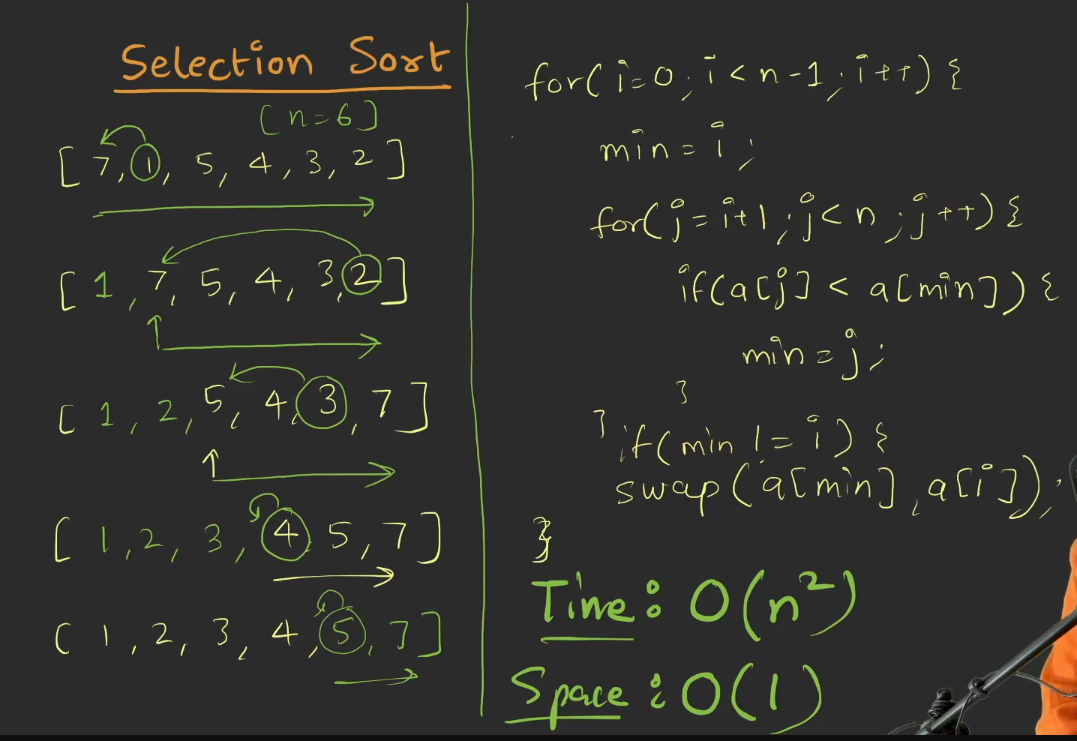 Selection Sort
[n=6]
[7, 1, 5, 4, 3, 2]
[1, 7, 5, 4, 3, 2]
[1, 2, 5, 4, 3, 7]
[1, 2, 3, 4 5, 7]
[1, 2, 3, 4, 5, 7]
for(i=0; i<n-1; i++) {
min = i;
for(j=i+1; j<n; j++) {
if(a[j] < a[min]) {
min = j;
}
}
if(min != i) {
swap(a[min], a[i]);
}
Time: O(n²)
Space: O(1)